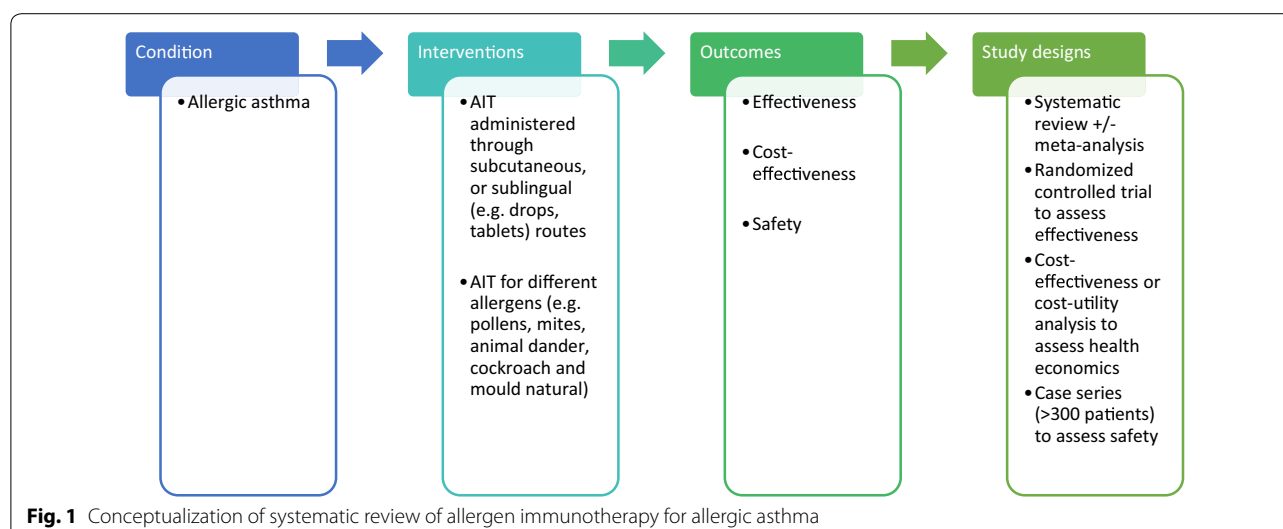 Condition
• Allergic asthma
Interventions
• AIT
administered
through
subcutaneous,
or sublingual
(e.g. drops,
tablets) routes
• AIT for different
allergens (e.g.
pollens, mites,
animal dander,
cockroach and
mould natural)
Outcomes
• Effectiveness
• Cost-
effectiveness
• Safety
Study designs
• Systematic
review +/-
meta-analysis
• Randomized
controlled trial
to assess
effectiveness
• Cost-
effectiveness or
cost-utility
analysis to
assess health
economics
• Case series
(>300 patients)
to assess safety
Fig. 1 Conceptualization of systematic review of allergen immunotherapy for allergic asthma